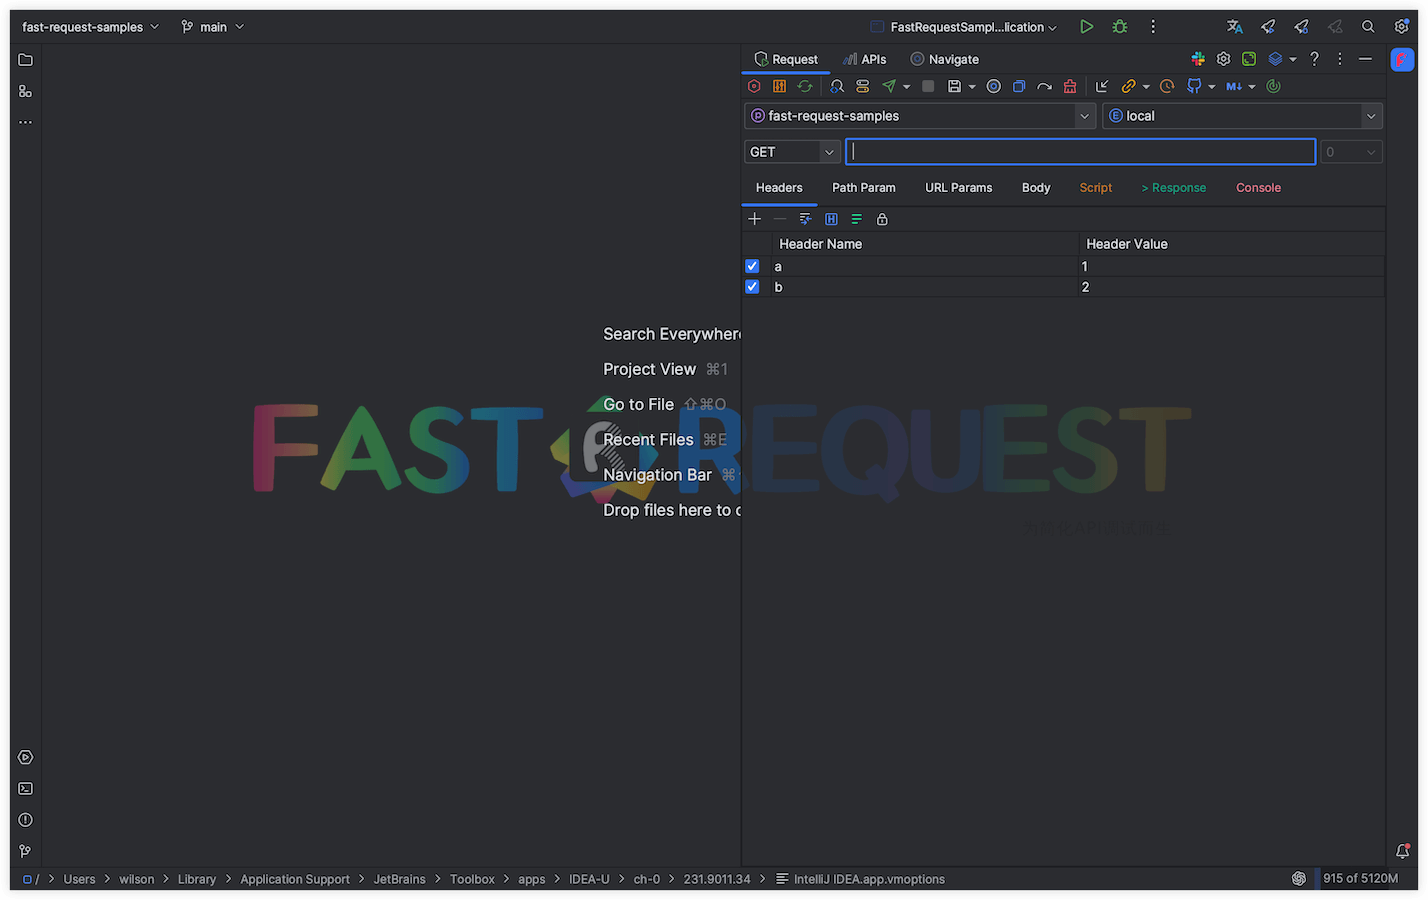 fast-request-samples
main
FastRequestSampl...lication
Request
APIs
Navigate
fast-request-samples
local
GET
0
Headers
Path Param
URL Params
Body
Script
> Response
Console
Header Name
Header Value
a
1
b
2
Search Everywhere
Project View ⌘1
Go to File ⇧⌘O
Recent Files ⌘E
Navigation Bar ⌘
Drop files here to o
FAST REQUEST
/ > Users > wilson > Library > Application Support > JetBrains > Toolbox > apps > IDEA-U > ch-0 > 231.9011.34 > IntelliJ IDEA.app.vmoptions
915 of 5120M